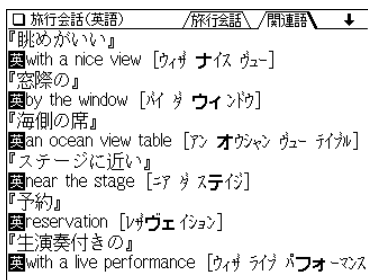 旅行会話(英語) 旅行会話 関連語 ↓
『眺めがいい』
英with a nice view [ウィザ ナイス ヴュー]
『窓際の』
英by the window [バイ ダ ウィンドウ]
『海側の席』
英an ocean view table [アン オウシャン ヴュー テイブル]
『ステージに近い』
英near the stage [ニア ダ ステイジ]
『予約』
英reservation [レザヴェイション]
『生演奏付きの』
英with a live performance [ウィザ ライブ パフォーマンス